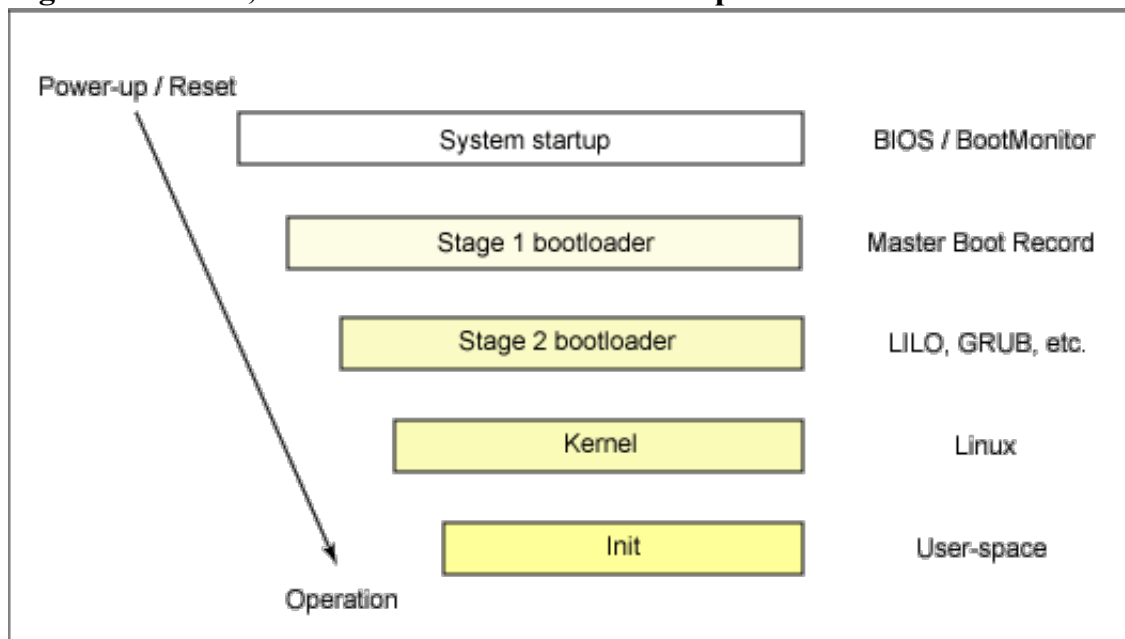 Power-up / Reset
System startup
BIOS / BootMonitor
Stage 1 bootloader
Master Boot Record
Stage 2 bootloader
LILO, GRUB, etc.
Kernel
Linux
Init
User-space
Operation